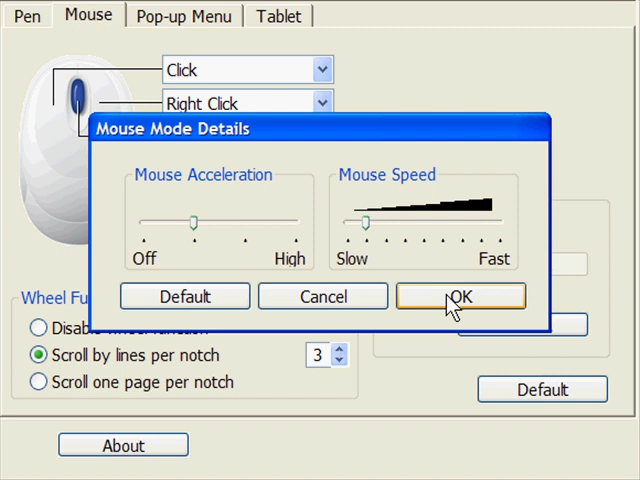 Pen Mouse Pop-up Menu Tablet
Click
Right Click
Mouse Mode Details
Mouse Acceleration
Off High
Mouse Speed
Slow Fast
Default Cancel OK
Wheel Fu
Disable wheel function
Scroll by lines per notch 3
Scroll one page per notch
Default
About